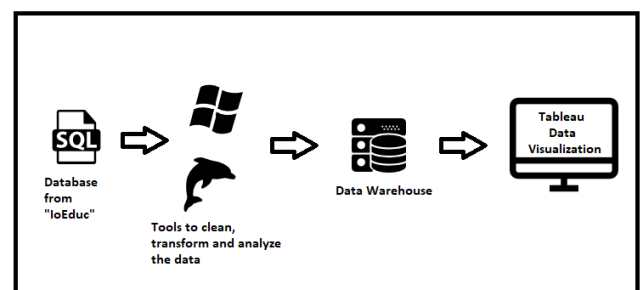 SQL
Database
from
"IoEduc"
Tools to clean,
transform and analyze
the data
Data Warehouse
Tableau
Data
Visualization